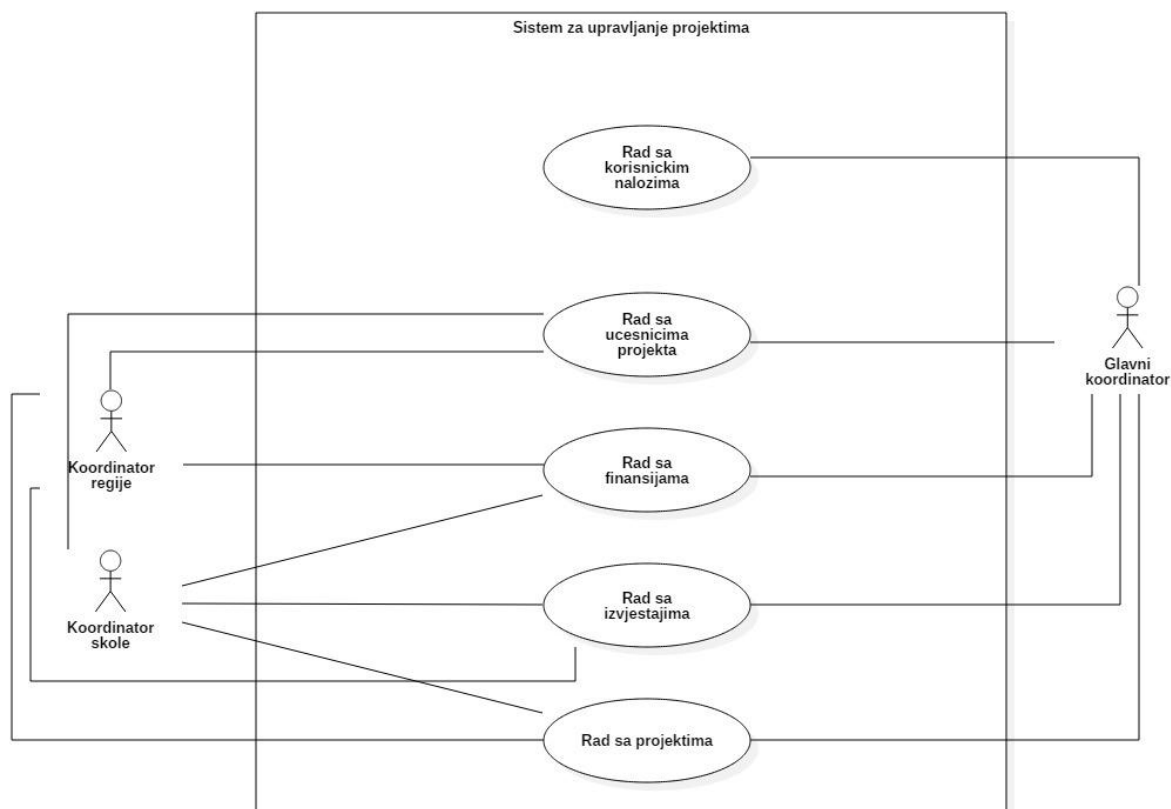 Sistem za upravljanje projektima
Rad sa
korisnickim
nalozima
Rad sa
ucesnicima
projekta
Glavni
koordinator
Koordinator
regije
Rad sa
finansijama
Koordinator
skole
Rad sa
izvjestajima
Rad sa projektima